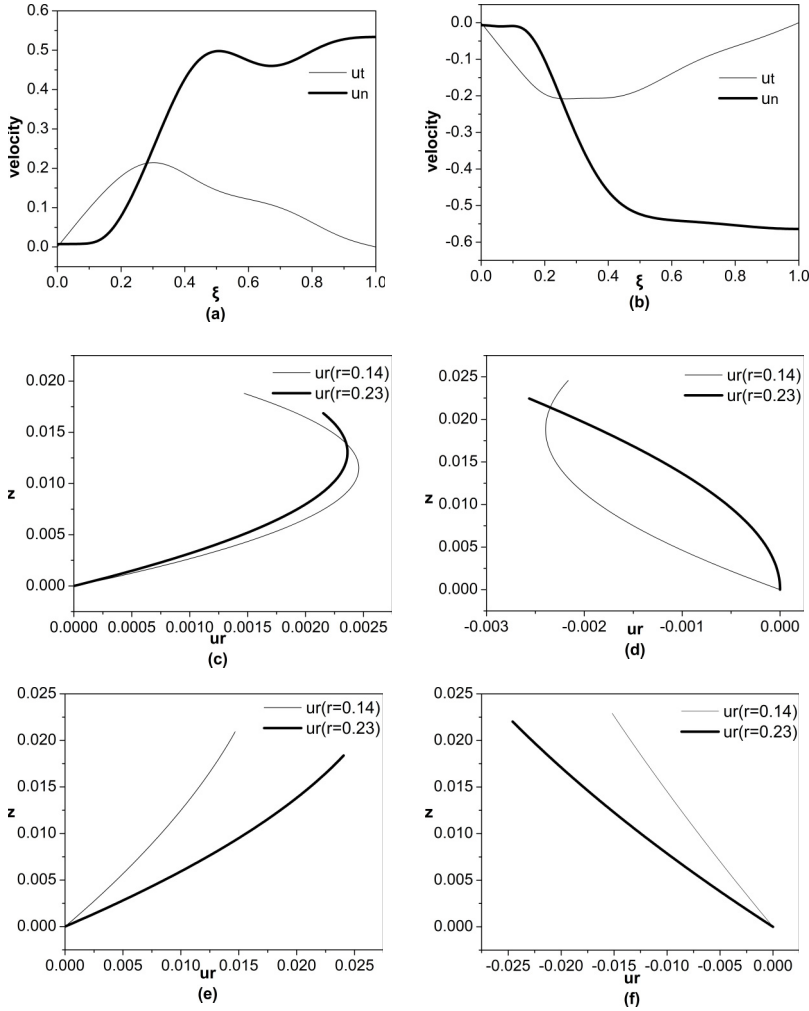 0.6
0.5
0.4
0.3
0.2
0.1
0.0
velocity
ut
un
0.0 0.2 0.4 0.6 0.8 1.0
ξ
(a)
0.0
-0.1
-0.2
-0.3
-0.4
-0.5
-0.6
velocity
ut
un
0.0 0.2 0.4 0.6 0.8 1.0
ξ
(b)
0.020
0.015
0.010
0.005
0.000
z
ur(r=0.14)
ur(r=0.23)
0.0000 0.0005 0.0010 0.0015 0.0020 0.0025
ur
(c)
0.025
0.020
0.015
0.010
0.005
0.000
z
ur(r=0.14)
ur(r=0.23)
-0.003 -0.002 -0.001 0.000
ur
(d)
0.025
0.020
0.015
0.010
0.005
0.000
z
ur(r=0.14)
ur(r=0.23)
0.000 0.005 0.010 0.015 0.020 0.025
ur
(e)
0.025
0.020
0.015
0.010
0.005
0.000
z
ur(r=0.14)
ur(r=0.23)
-0.025 -0.020 -0.015 -0.010 -0.005 0.000
ur
(f)